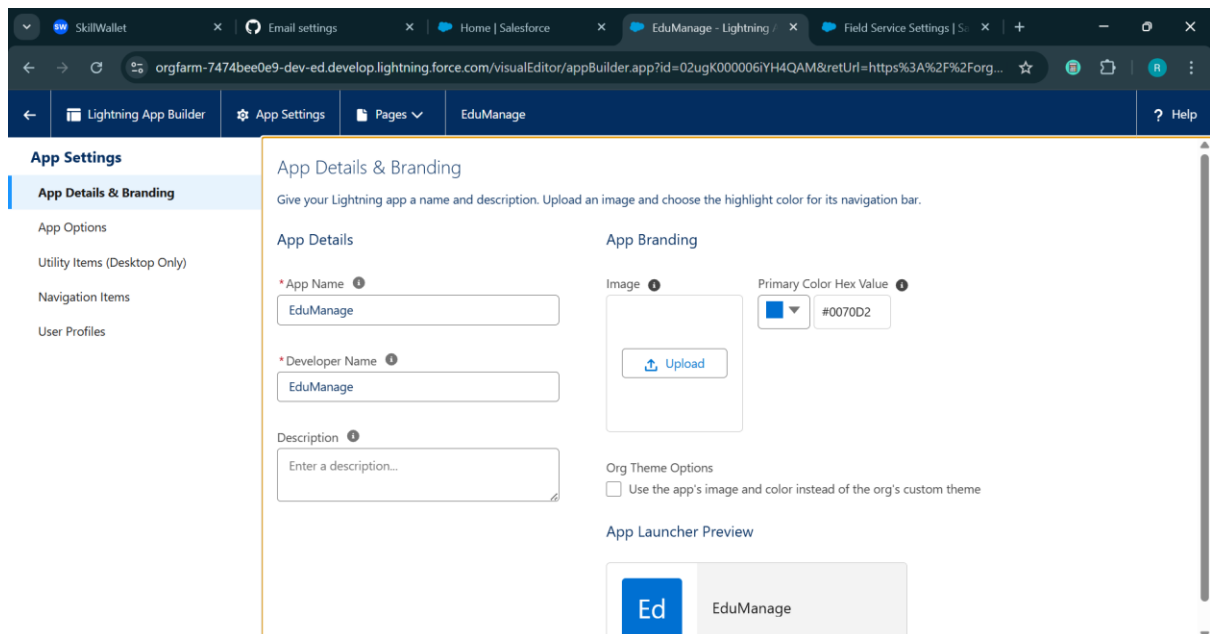 SkillWallet
Email settings
Home | Salesforce
EduManage - Lightning
Field Service Settings | Sa
orgfarm-7474bee0e9-dev-ed.develop.lightning.force.com/visualEditor/appBuilder.app?id=02ugK000006iYH4QAM&retUrl=https%3A%2F%2Forg...
R
Lightning App Builder
App Settings
Pages
EduManage
? Help
App Settings
App Details & Branding
App Options
Utility Items (Desktop Only)
Navigation Items
User Profiles
App Details & Branding
Give your Lightning app a name and description. Upload an image and choose the highlight color for its navigation bar.
App Details
*App Name
EduManage
*Developer Name
EduManage
Description
Enter a description...
App Branding
Image
Upload
Primary Color Hex Value
#0070D2
Org Theme Options
Use the app's image and color instead of the org's custom theme
App Launcher Preview
Ed
EduManage